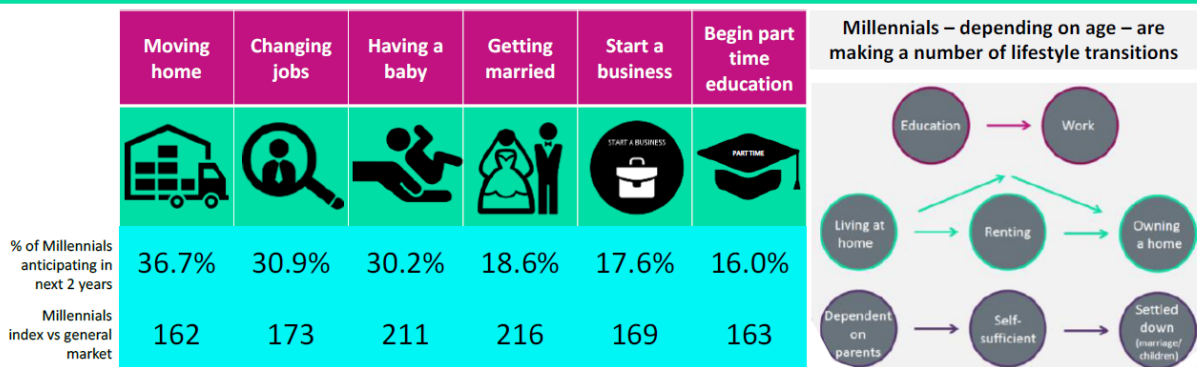 Moving
home
Changing
jobs
Having a
baby
Getting
married
Start a
business
Begin part
time
education
START A BUSINESS
PART TIME
% of Millennials
anticipating in
next 2 years
36.7%
30.9%
30.2%
18.6%
17.6%
16.0%
Millennials
index vs general
market
162
173
211
216
169
163
Millennials – depending on age – are
making a number of lifestyle transitions
Education
Work
Living at
home
Renting
Owning
a home
Dependent
on
parents
Self-
sufficient
Settled
down
(marriage/
children)